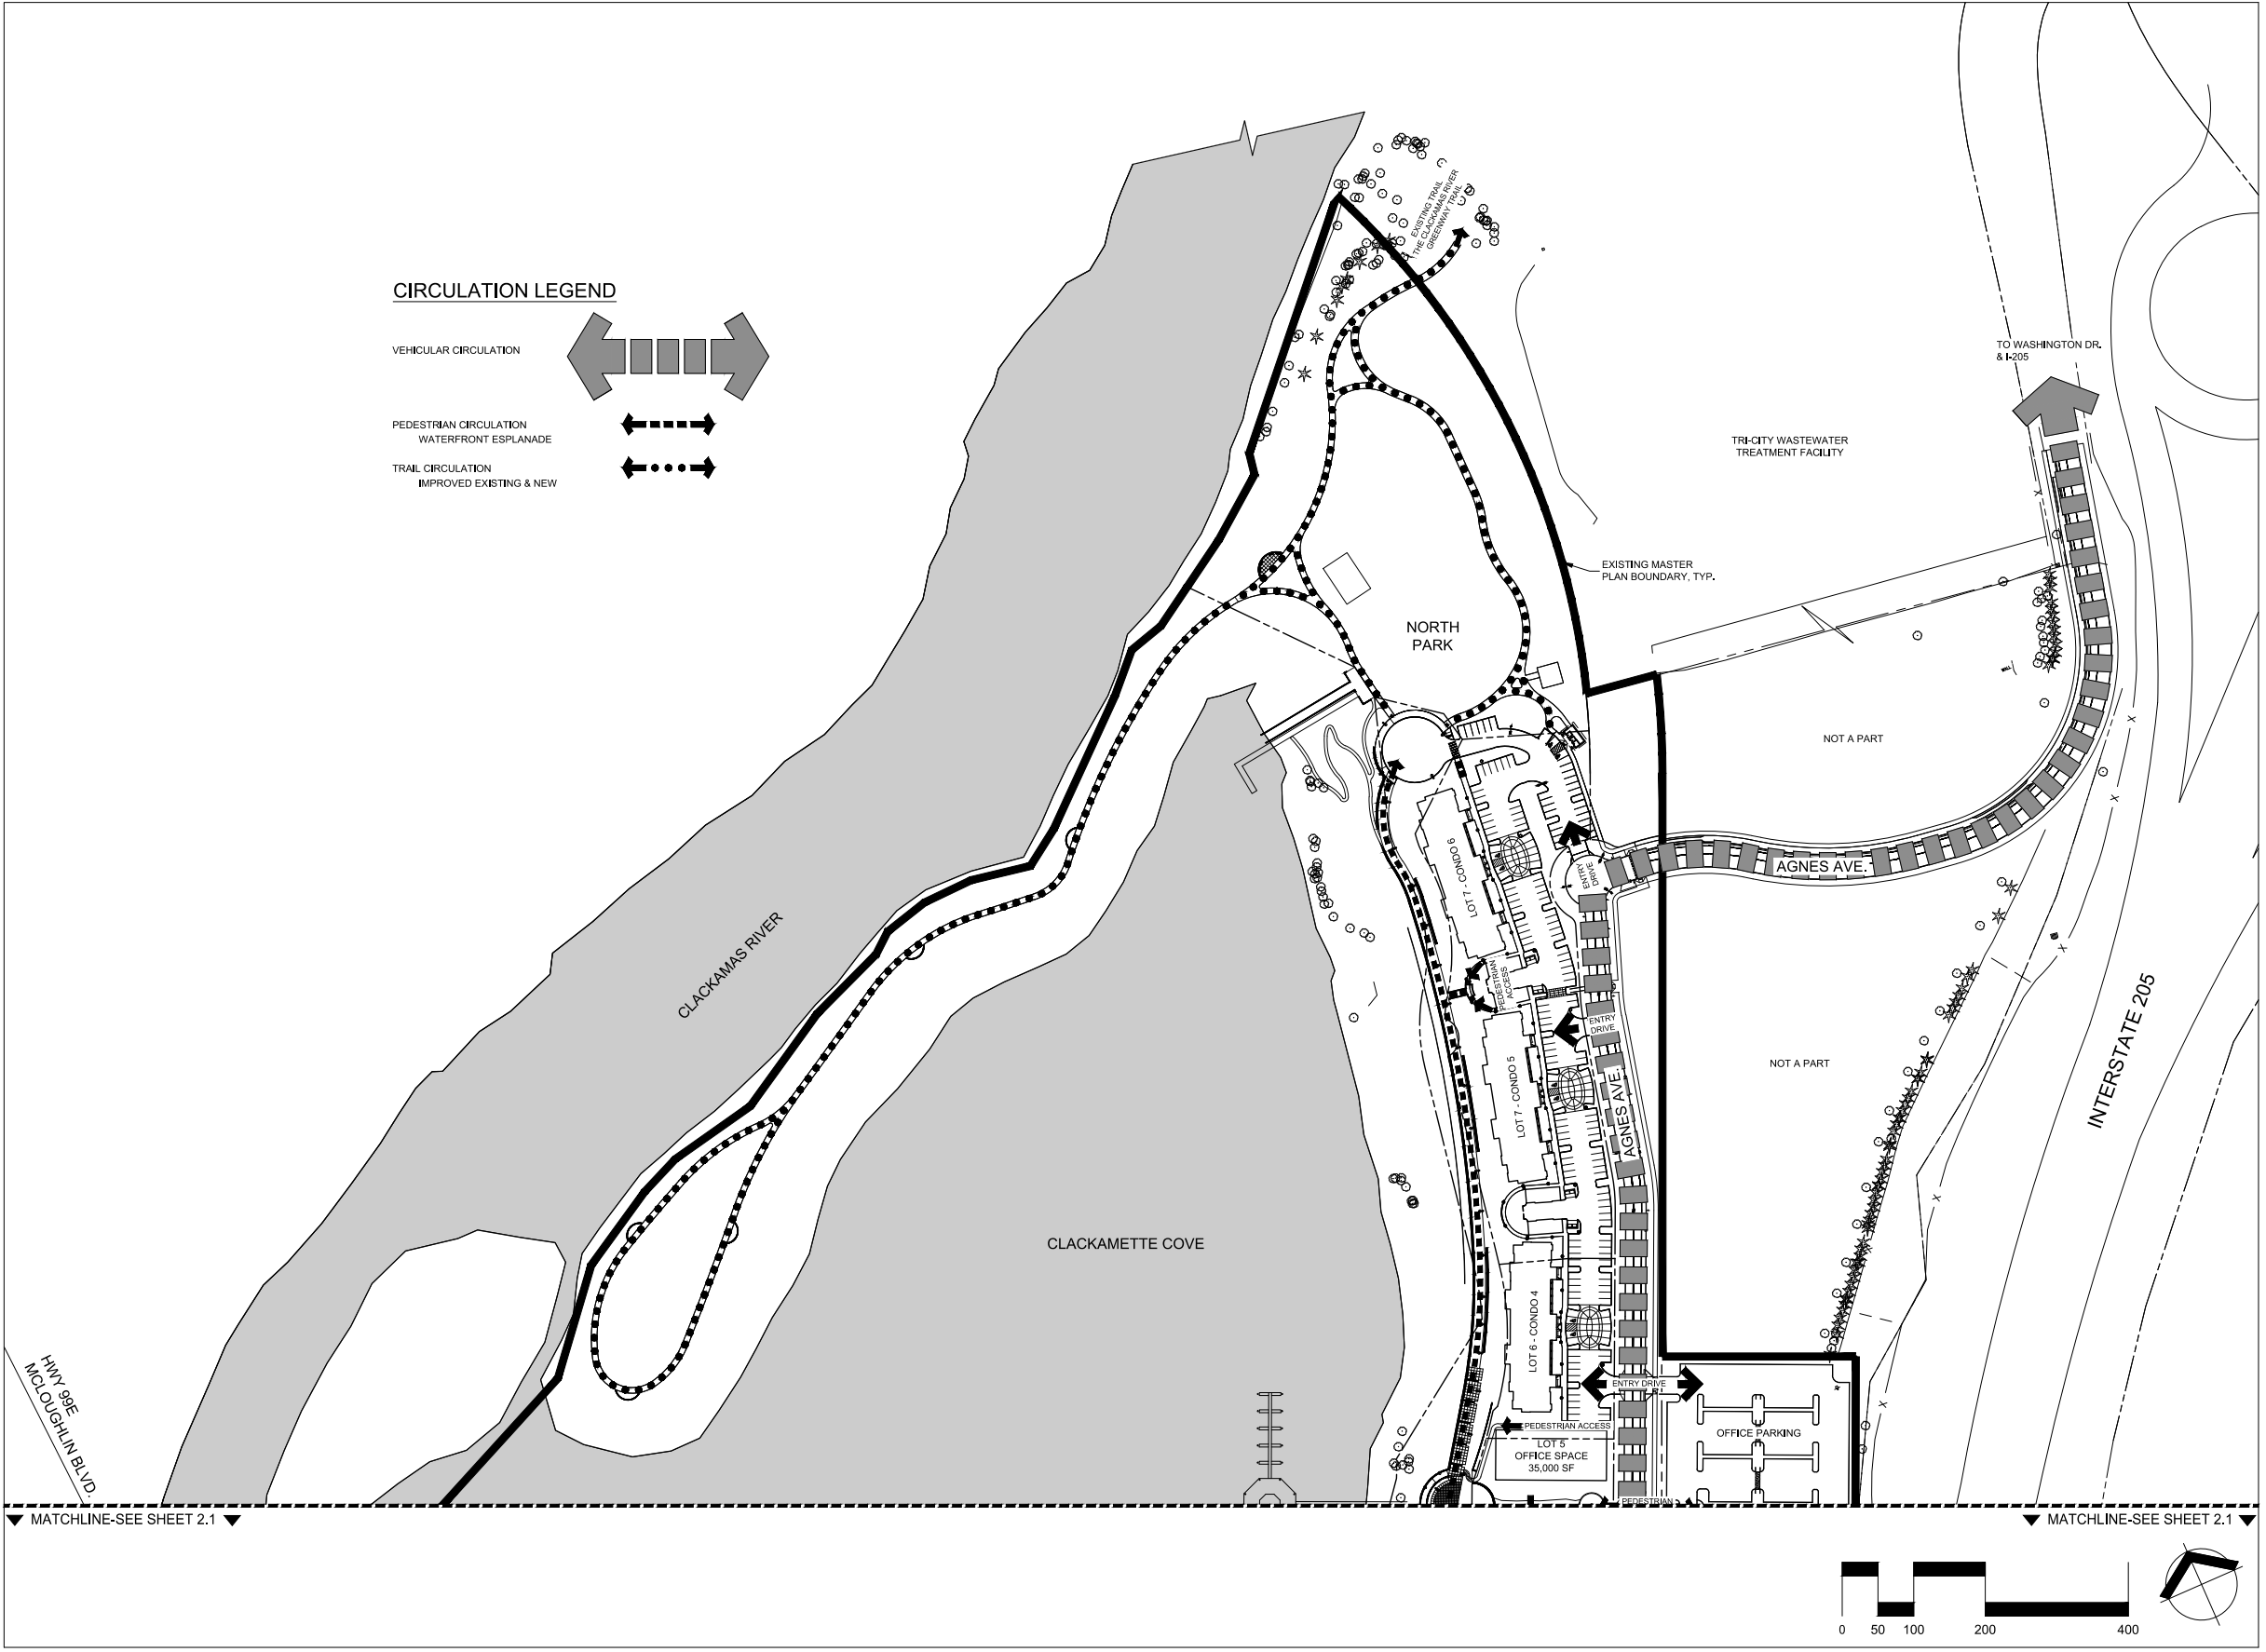 CIRCULATION LEGEND
VEHICULAR CIRCULATION
PEDESTRIAN CIRCULATION
WATERFRONT ESPLANADE
TRAIL CIRCULATION
IMPROVED EXISTING & NEW
EXISTING TRAIL
THE CLACKAMAS RIVER
GREENWAY TRAIL
TO WASHINGTON DR.
& I-205
TRI-CITY WASTEWATER
TREATMENT FACILITY
EXISTING MASTER
PLAN BOUNDARY, TYP.
NORTH
PARK
NOT A PART
AGNES AVE.
ENTRY
DRIVE
LOT 7 - CONDO 6
CLACKAMAS RIVER
PEDESTRIAN
ACCESS
ENTRY
DRIVE
INTERSTATE 205
NOT A PART
LOT 7 - CONDO 5
AGNES AVE.
CLACKAMETTE COVE
LOT 6 - CONDO 4
HWY 99E
MCLOUGHLIN BLVD.
ENTRY DRIVE
PEDESTRIAN ACCESS
OFFICE PARKING
LOT 5
OFFICE SPACE
35,000 SF
PEDESTRIAN
MATCHLINE-SEE SHEET 2.1
MATCHLINE-SEE SHEET 2.1
0 50 100 200 400